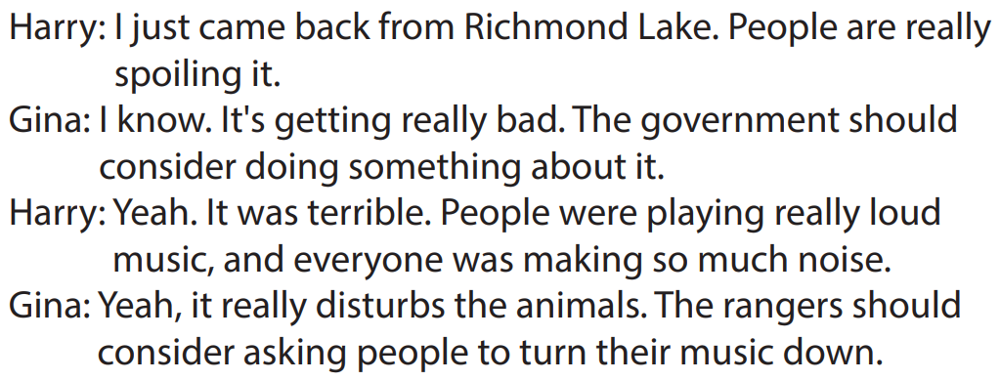 Harry: I just came back from Richmond Lake. People are really
spoiling it.
Gina: I know. It's getting really bad. The government should
consider doing something about it.
Harry: Yeah. It was terrible. People were playing really loud
music, and everyone was making so much noise.
Gina: Yeah, it really disturbs the animals. The rangers should
consider asking people to turn their music down.